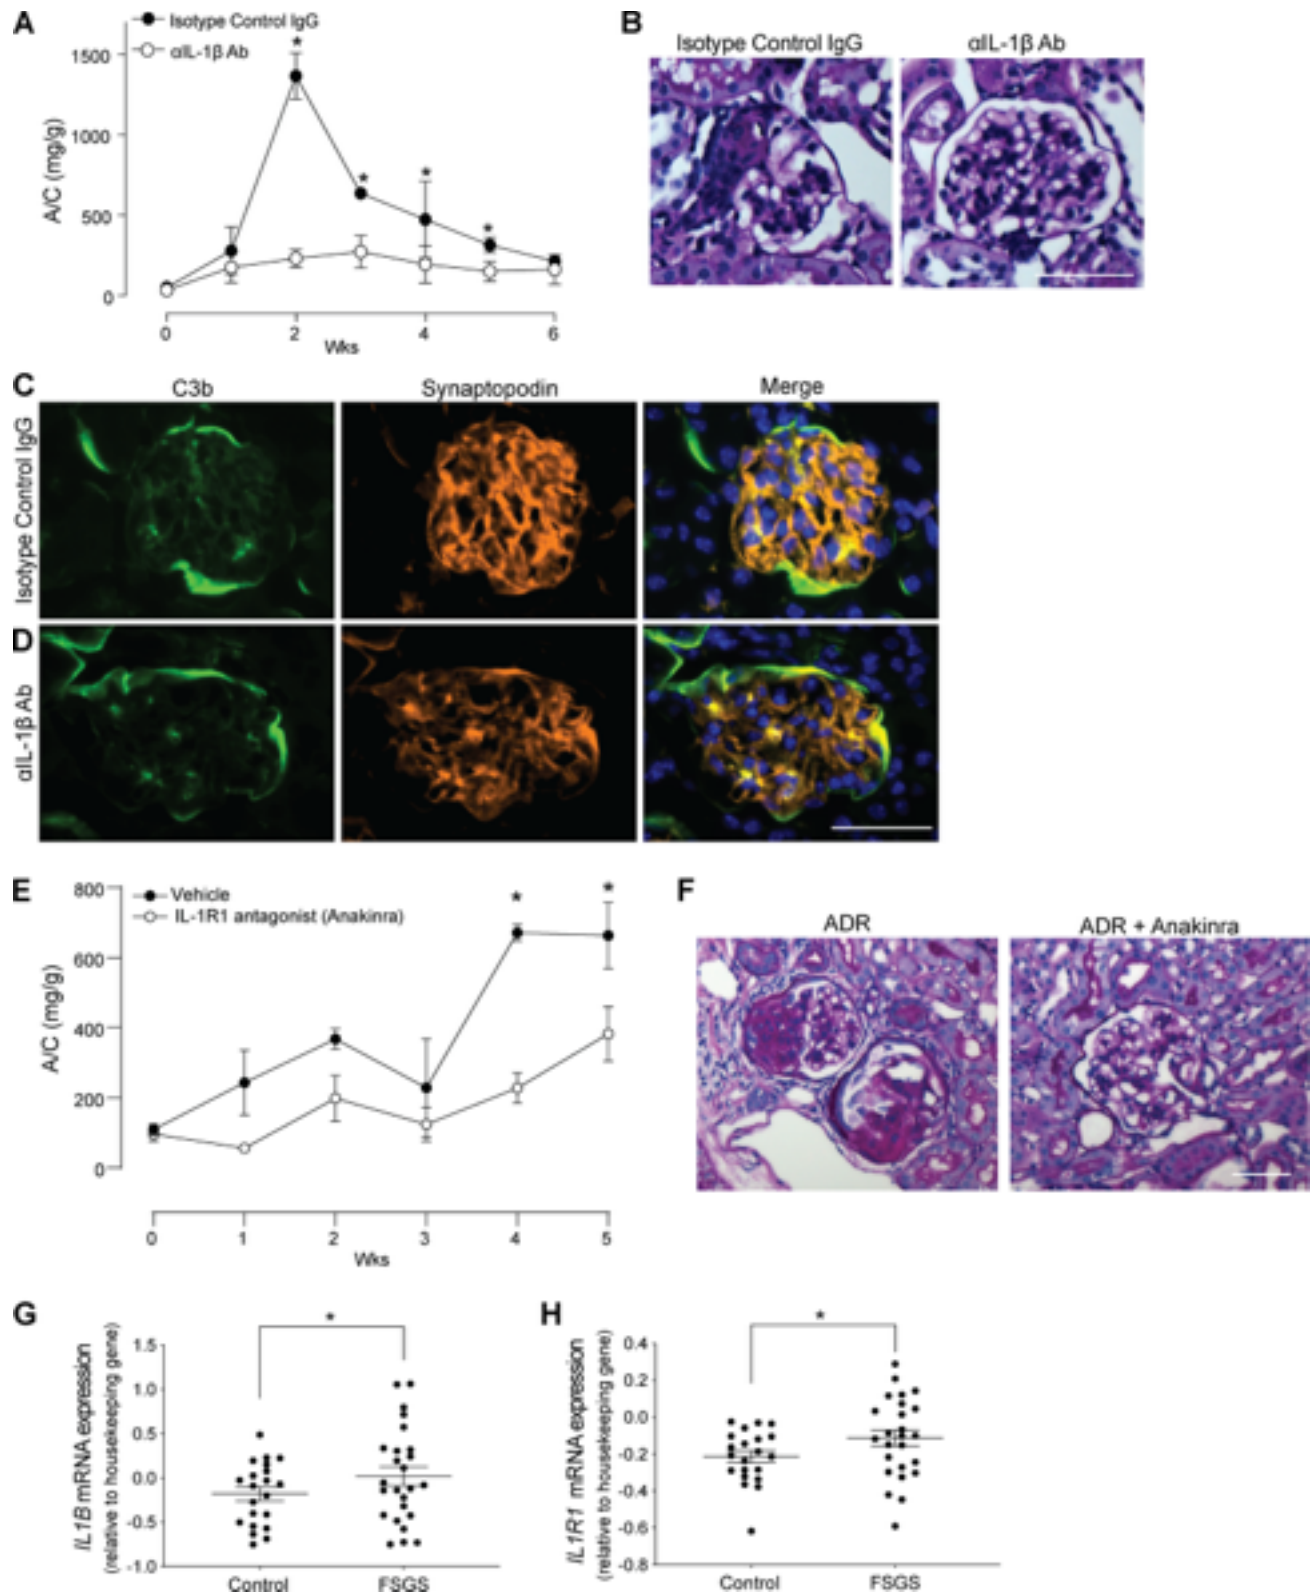 A
Isotype Control IgG
αIL-1β Ab
*
* * *
1500
1000
500
0
A/C (mg/g)
0 2 4 6
Wks
B
Isotype Control IgG αIL-1β Ab
C
C3b Synaptopodin Merge
Isotype Control IgG
D
αIL-1β Ab
E
Vehicle
IL-1R1 antagonist (Anakinra)
* *
800
600
400
200
0
A/C (mg/g)
0 1 2 3 4 5
Wks
F
ADR ADR + Anakinra
G
*
IL1B mRNA expression
(relative to housekeeping gene)
1.5
1.0
0.5
0.0
-0.5
-1.0
Control FSGS
H
*
IL1R1 mRNA expression
(relative to housekeeping gene)
0.4
0.2
0.0
-0.2
-0.4
-0.6
-0.8
Control FSGS